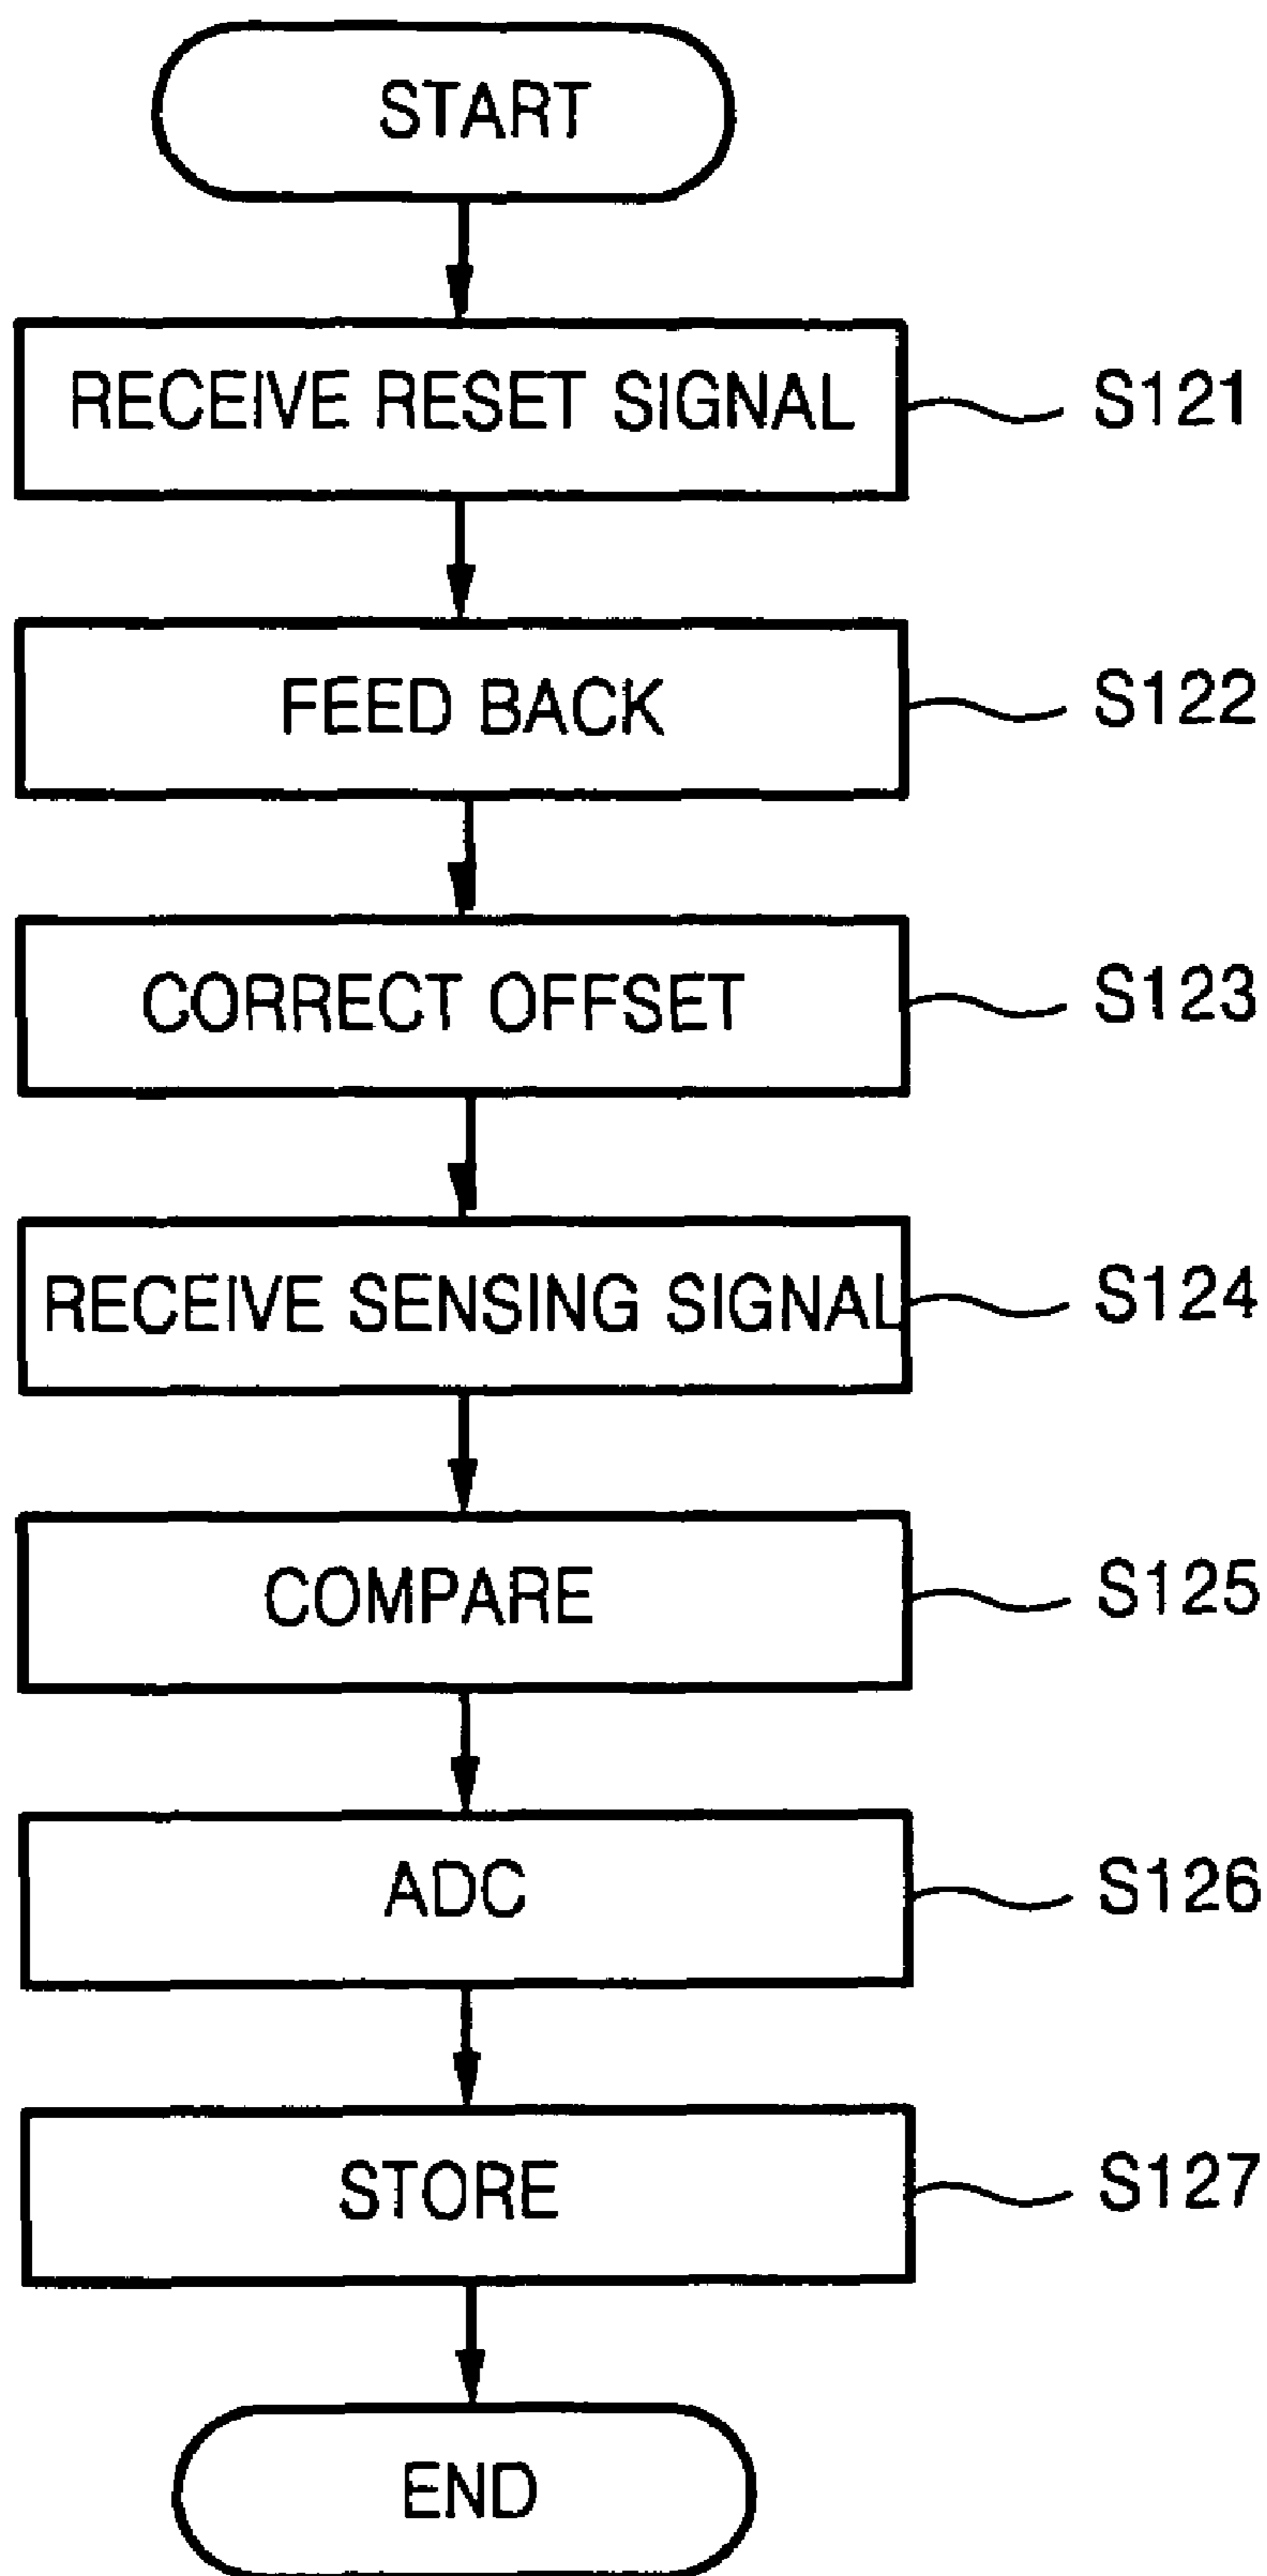 START
RECEIVE RESET SIGNAL S121
FEED BACK S122
CORRECT OFFSET S123
RECEIVE SENSING SIGNAL S124
COMPARE S125
ADC S126
STORE S127
END